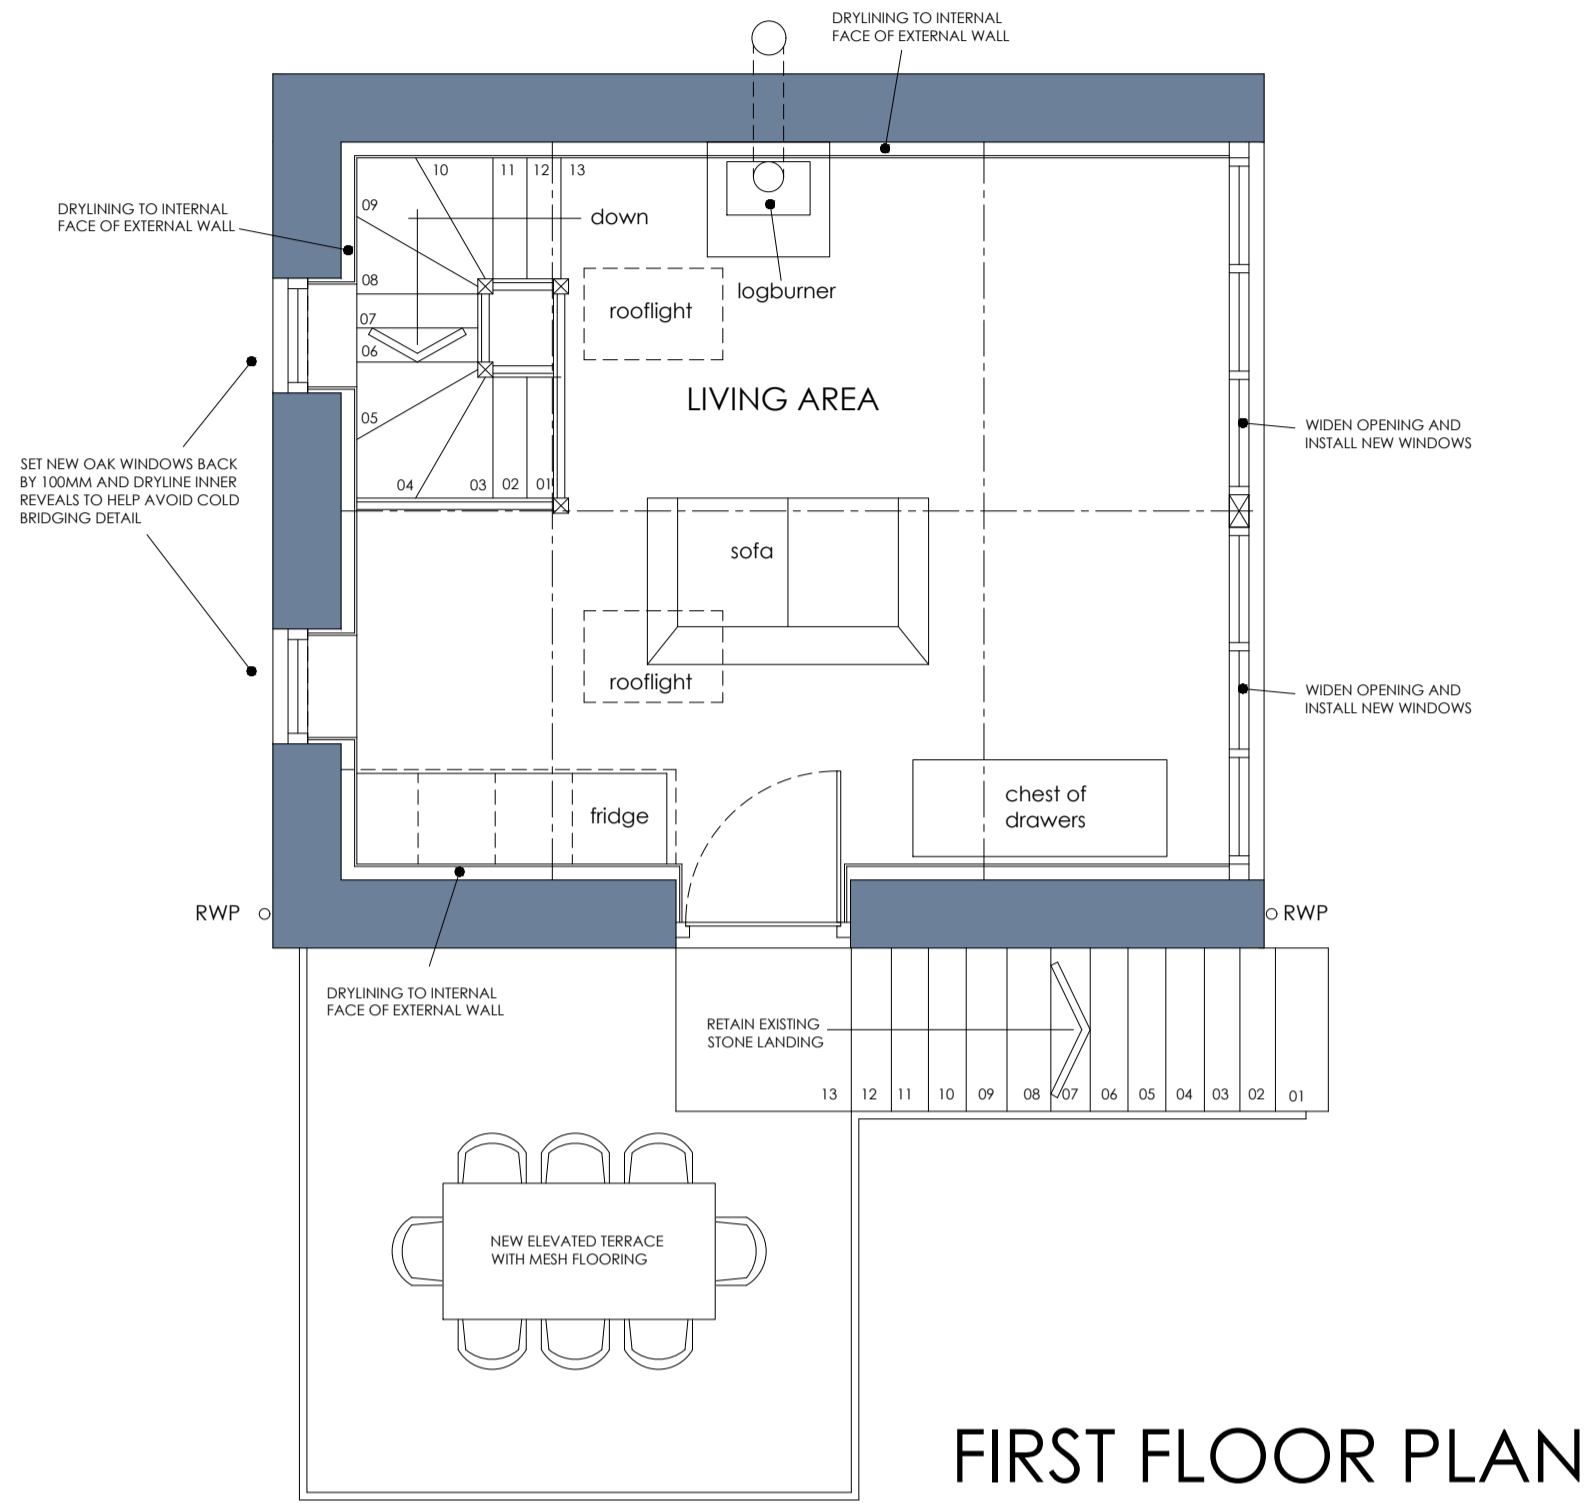 DRYLINING TO INTERNAL
FACE OF EXTERNAL WALL
10
11
12
13
09
down
DRYLINING TO INTERNAL
FACE OF EXTERNAL WALL
08
07
06
05
04
03
02
01
logburner
rooflight
LIVING AREA
WIDEN OPENING AND
INSTALL NEW WINDOWS
SET NEW OAK WINDOWS BACK
BY 100MM AND DRYLINE INNER
REVEALS TO HELP AVOID COLD
BRIDGING DETAIL
sofa
rooflight
WIDEN OPENING AND
INSTALL NEW WINDOWS
fridge
chest of
drawers
RWP
RWP
DRYLINING TO INTERNAL
FACE OF EXTERNAL WALL
RETAIN EXISTING
STONE LANDING
13
12
11
10
09
08
07
06
05
04
03
02
01
NEW ELEVATED TERRACE
WITH MESH FLOORING
FIRST FLOOR PLAN